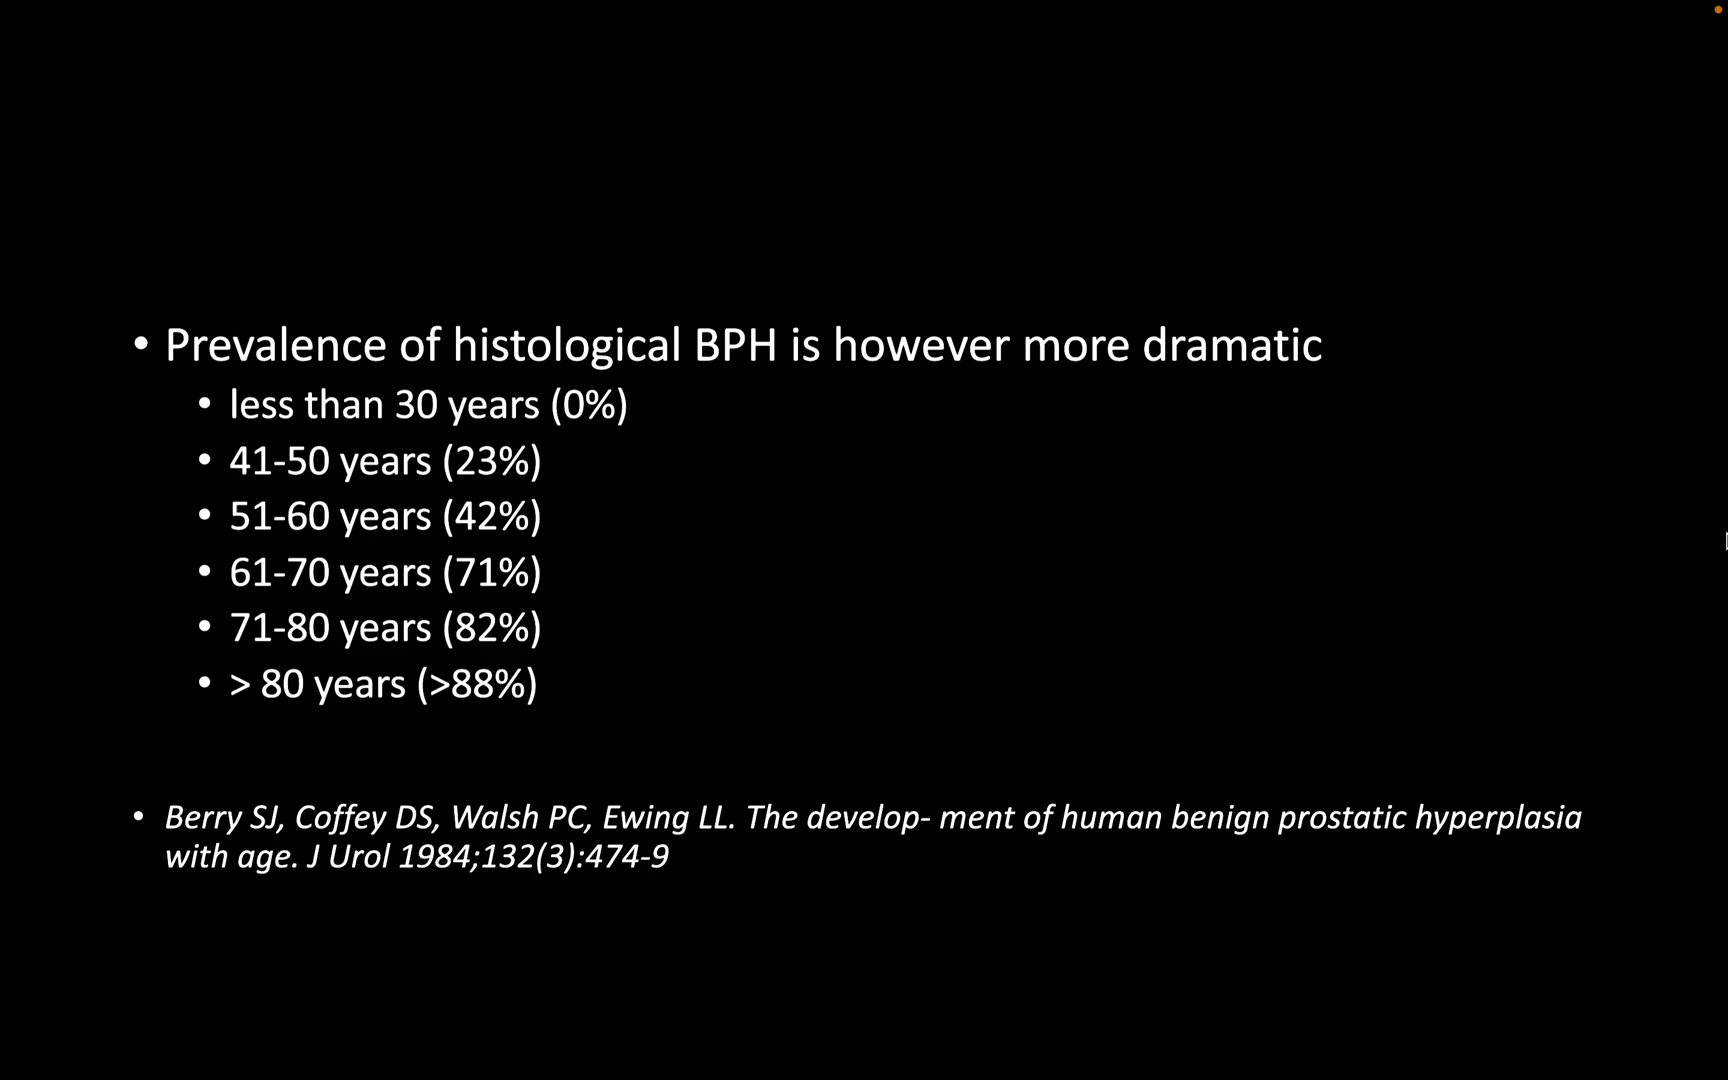 • Prevalence of histological BPH is however more dramatic
• less than 30 years (0%)
• 41-50 years (23%)
• 51-60 years (42%)
• 61-70 years (71%)
• 71-80 years (82%)
• > 80 years (>88%)
• Berry SJ, Coffey DS, Walsh PC, Ewing LL. The develop- ment of human benign prostatic hyperplasia
with age. J Urol 1984;132(3):474-9